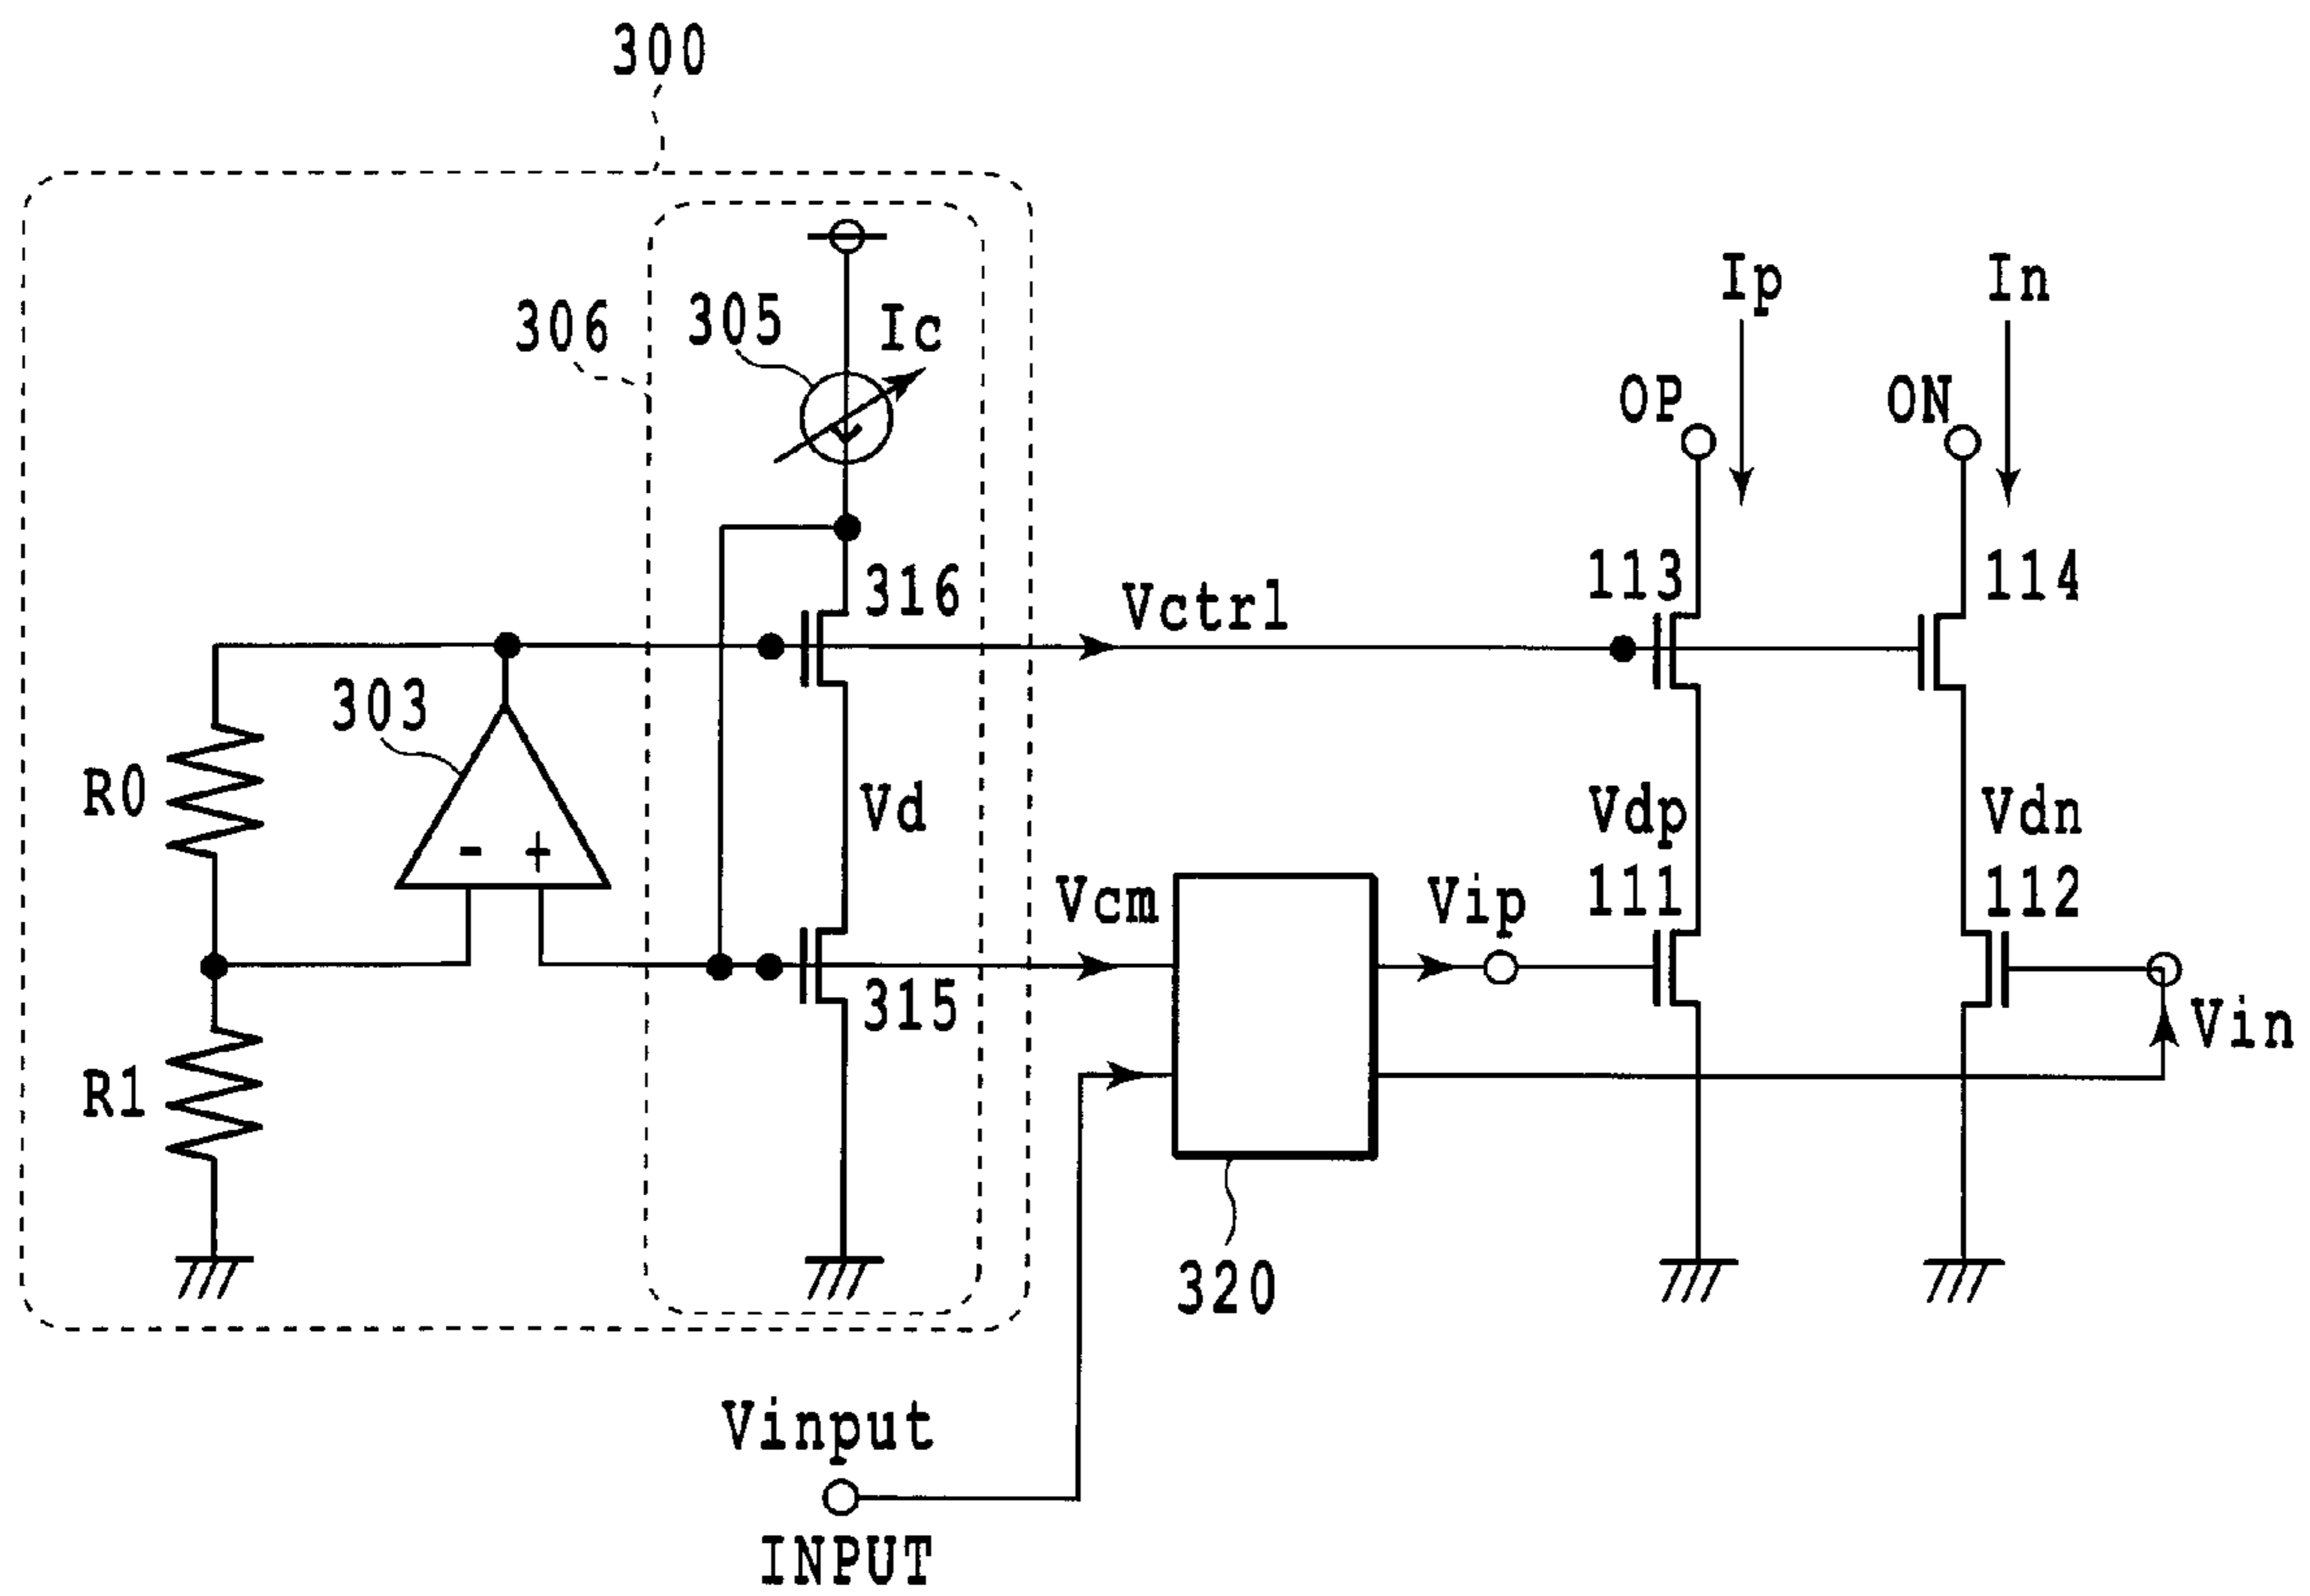 300
306
305
Ic
Ip
In
OP
ON
316
Vctrl
113
114
303
R0
- +
Vd
Vdp
Vdn
Vcm
Vip
111
112
315
Vin
R1
320
Vinput
INPUT